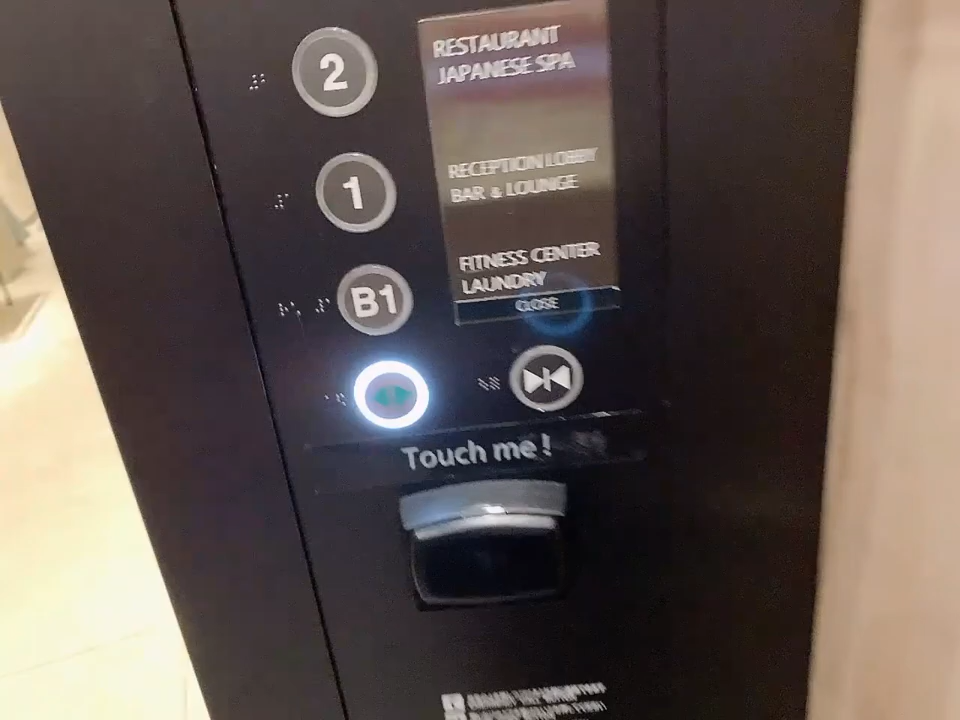 2
RESTAURANT
JAPANESE SPA
1
RECEPTION LOBBY
BAR & LOUNGE
B1
FITNESS CENTER
LAUNDRY
CLOSE
Touch me!